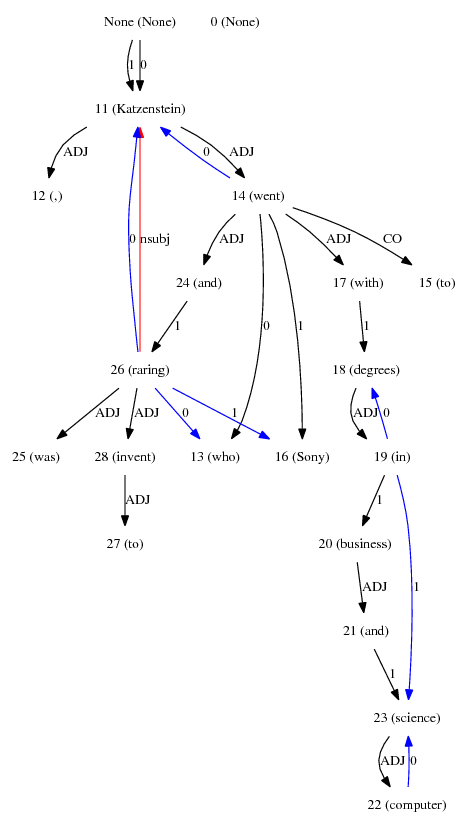 None (None) 0 (None)
1 0
11 (Katzenstein)
ADJ 0 ADJ
12 (,) 14 (went)
0 nsubj ADJ ADJ CO
24 (and) 17 (with) 15 (to)
1 0 1 1
26 (raring) 18 (degrees)
ADJ ADJ 0 1 ADJ 0
25 (was) 28 (invent) 13 (who) 16 (Sony) 19 (in)
ADJ 1
27 (to) 20 (business)
ADJ 1
21 (and)
1
23 (science)
ADJ 0
22 (computer)